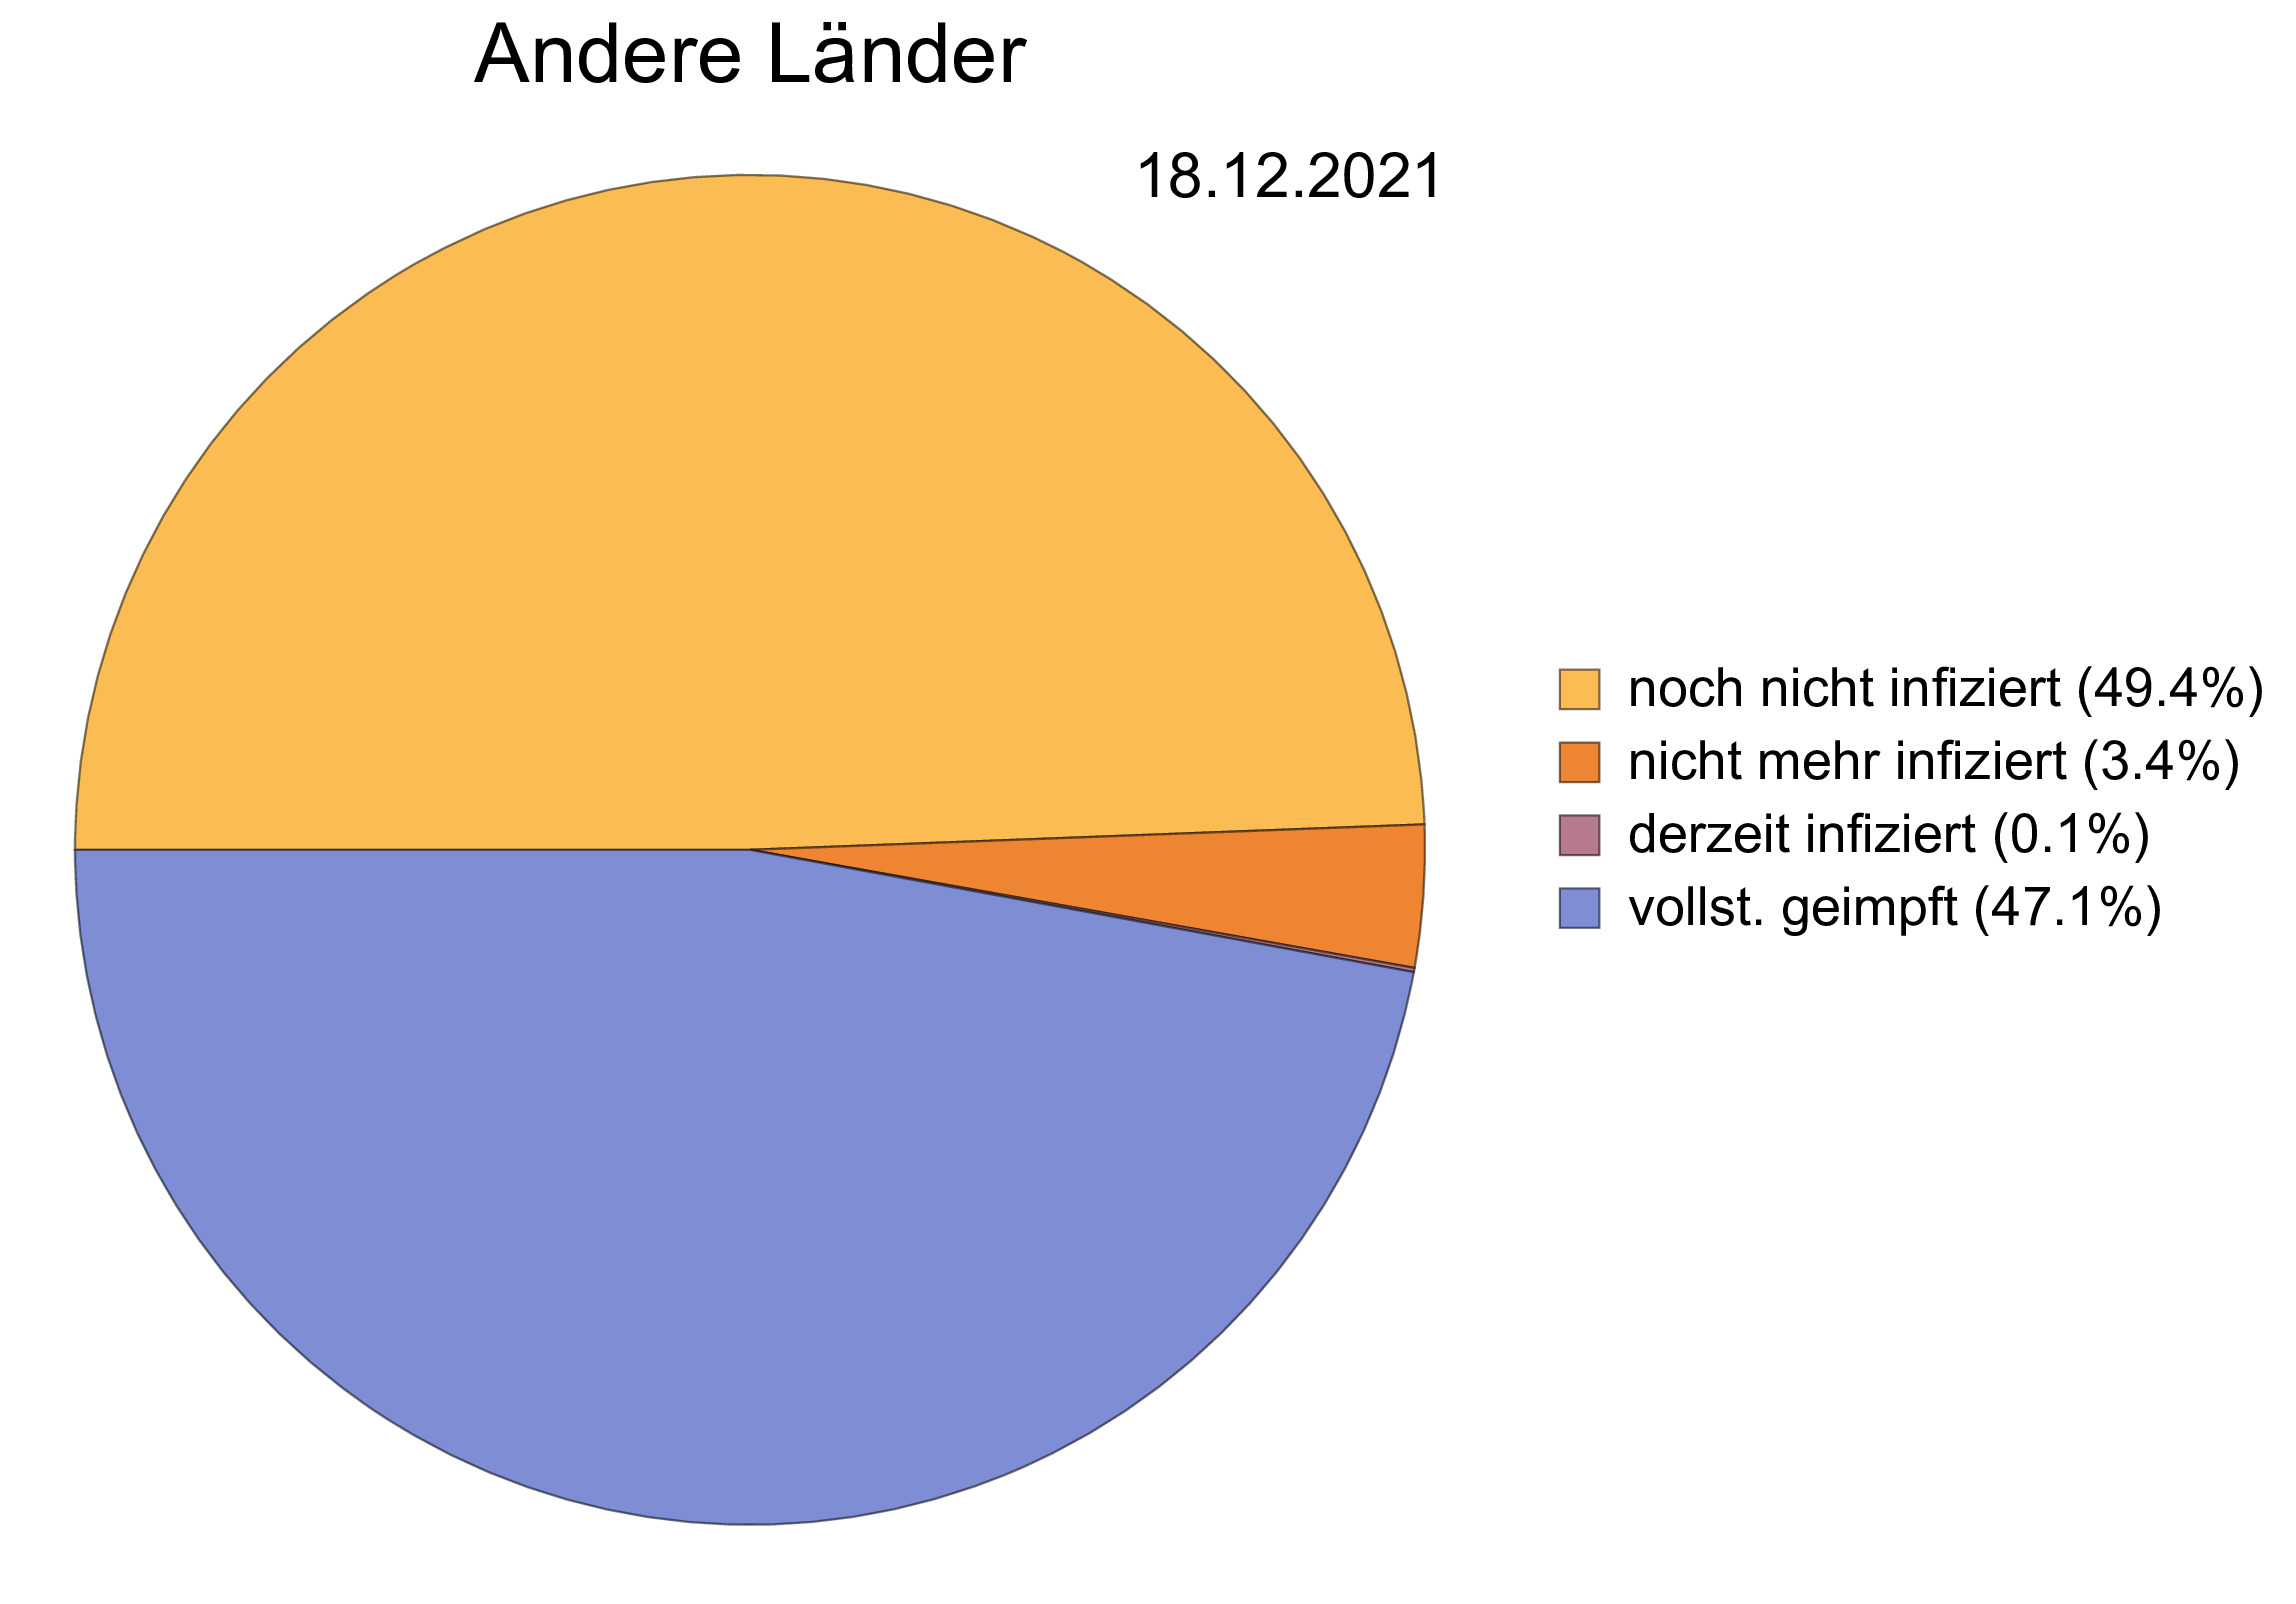 Andere Länder
18.12.2021
noch nicht infiziert (49.4%)
nicht mehr infiziert (3.4%)
derzeit infiziert (0.1%)
vollst. geimpft (47.1%)